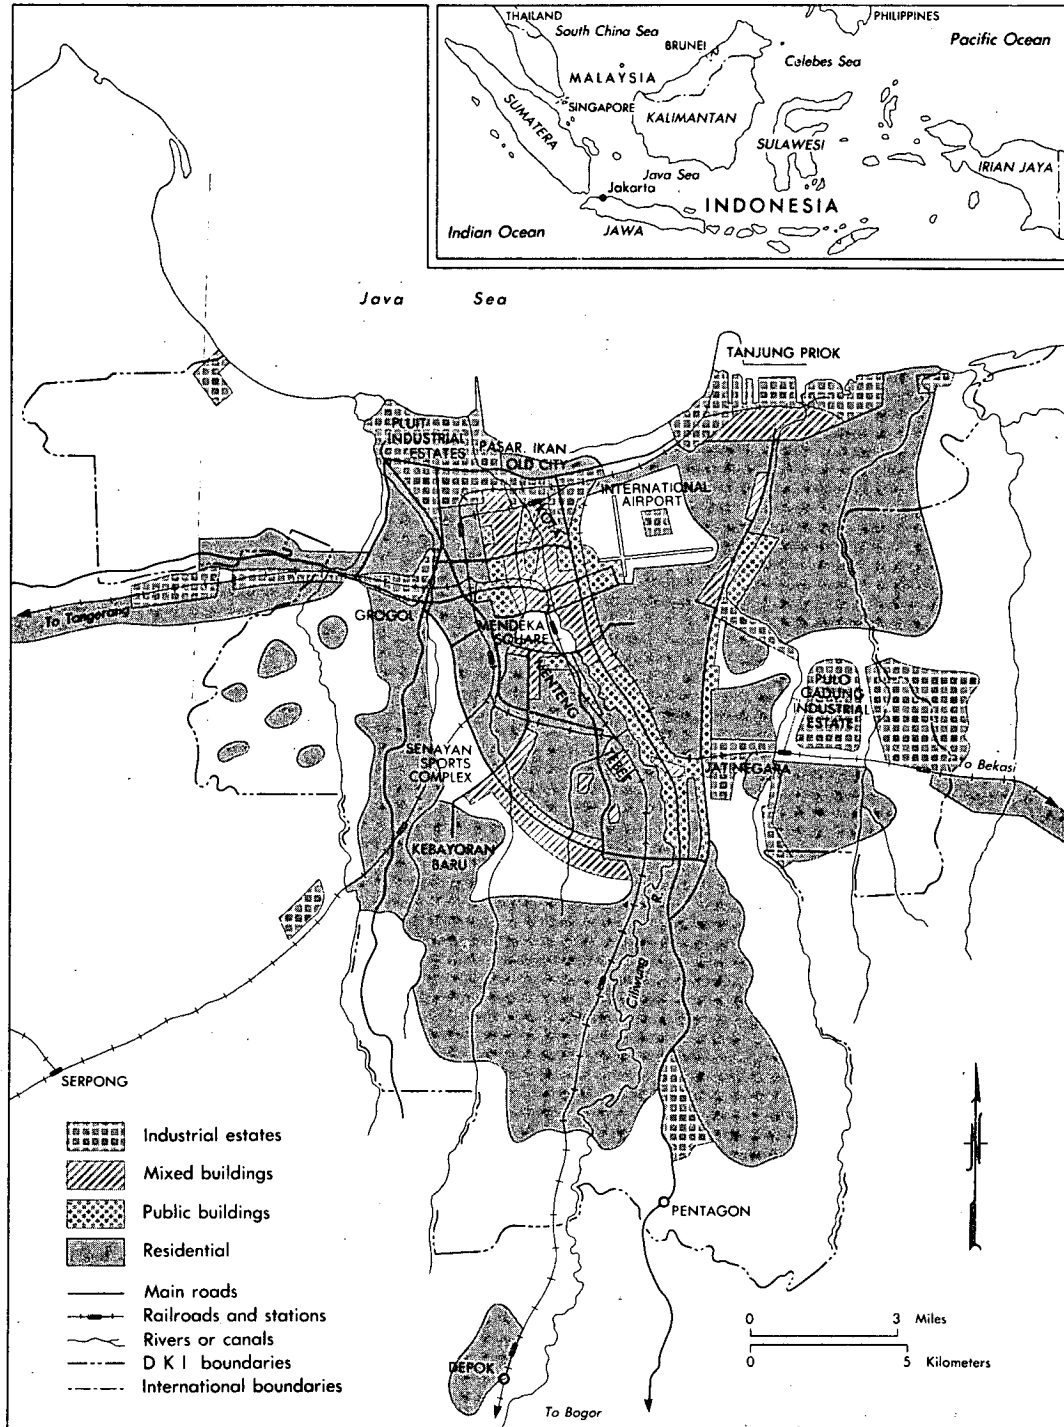 THAILAND
PHILIPPINES
South China Sea
BRUNEI
Pacific Ocean
Celebes Sea
MALAYSIA
SINGAPORE
SUMATERA
KALIMANTAN
SULAWESI
IRIAN JAYA
Java Sea
Jakarta
INDONESIA
Indian Ocean
JAWA
Java Sea
TANJUNG PRIOK
PLUIT
INDUSTRIAL
ESTATES
PASAR IKAN
OLD CITY
INTERNATIONAL
AIRPORT
KOTA
To Tangerang
GROGOL
MENDEKA
SQUARE
MENTENG
PULO
GADUNG
INDUSTRIAL
ESTATE
SENAYAN
SPORTS
COMPLEX
TEBET
JATINEGARA
To Bekasi
KEBAYORAN
BARU
Ciliwung R.
SERPONG
Industrial estates
Mixed buildings
Public buildings
Residential
Main roads
Railroads and stations
Rivers or canals
D K I boundaries
International boundaries
PENTAGON
0 3 Miles
0 5 Kilometers
DEPOK
To Bogor